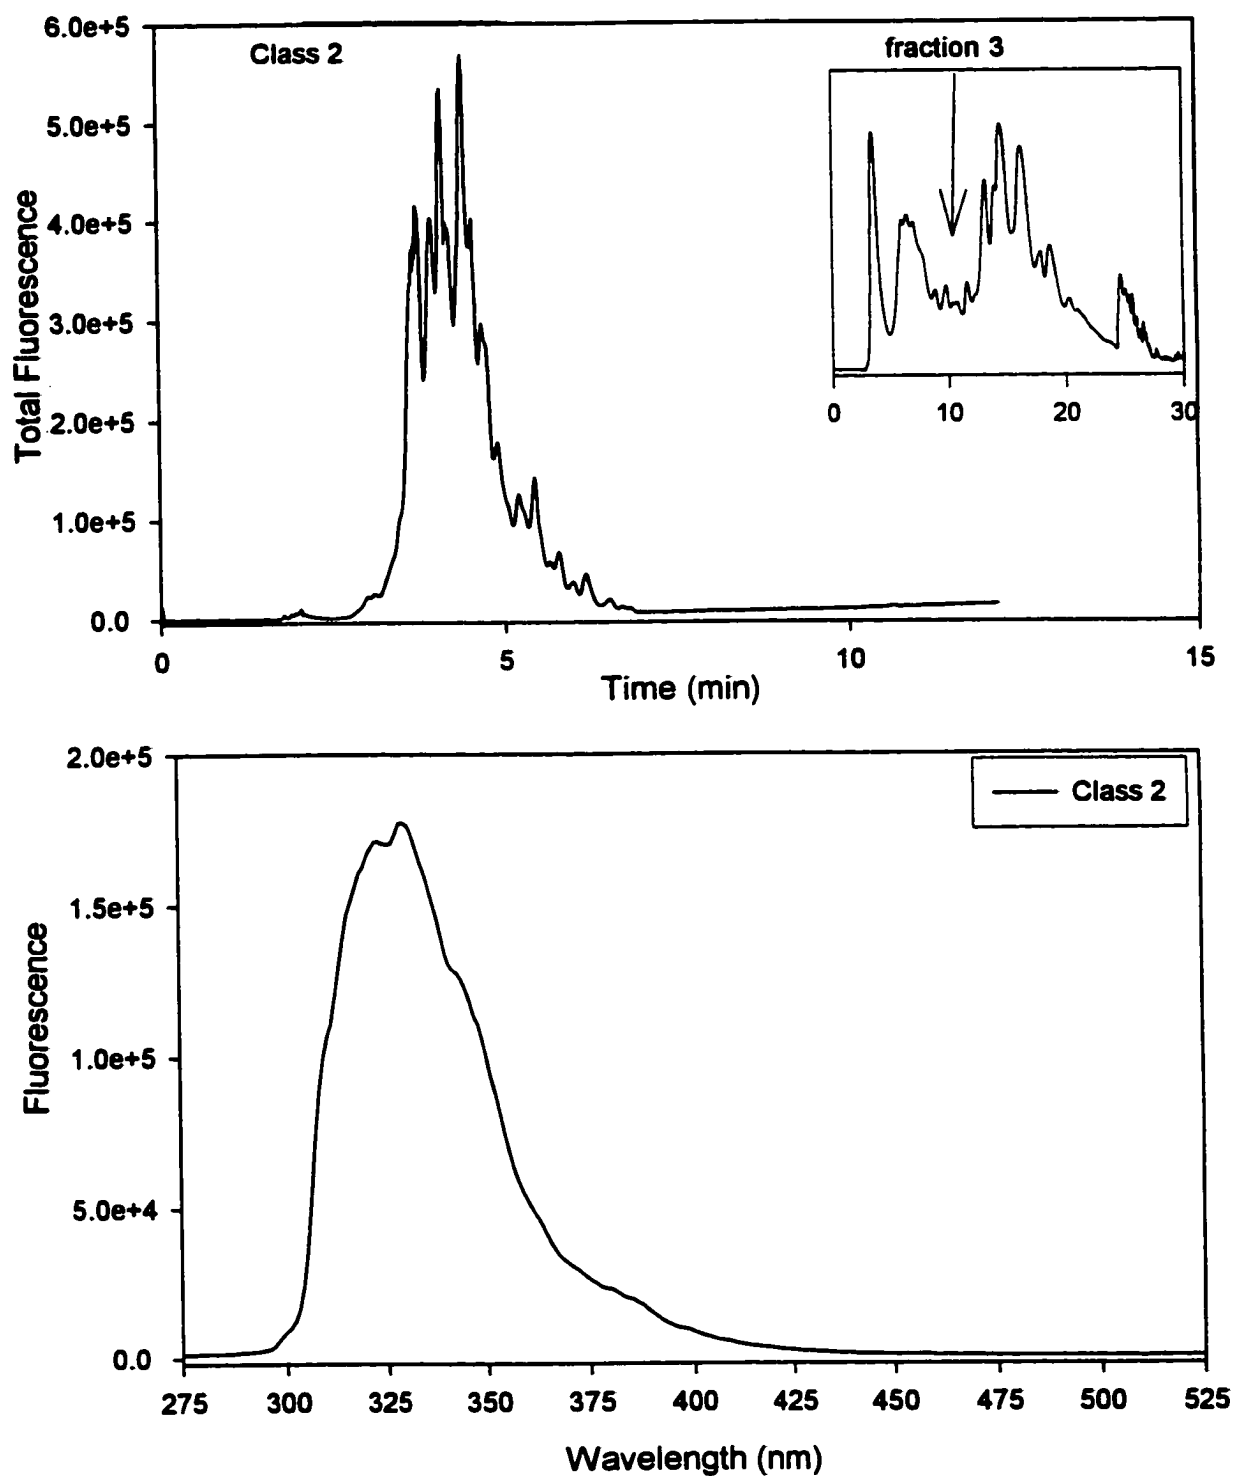 6.0e+5
Class 2
fraction 3
5.0e+5
4.0e+5
3.0e+5
2.0e+5
1.0e+5
0.0
Total Fluorescence
0 10 20 30
0 5 10 15
Time (min)
2.0e+5
Class 2
1.5e+5
1.0e+5
5.0e+4
0.0
Fluorescence
275 300 325 350 375 400 425 450 475 500 525
Wavelength (nm)